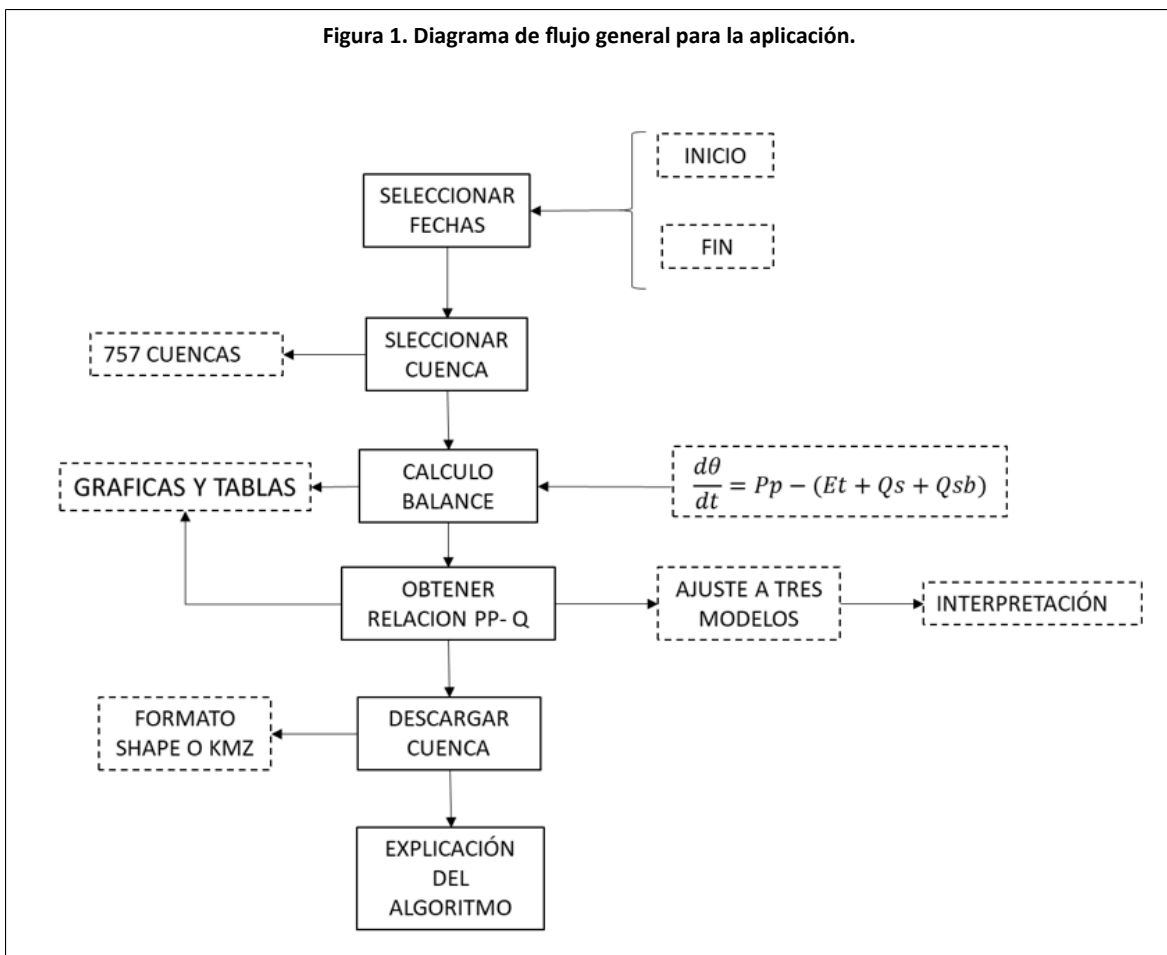 Figura 1. Diagrama de flujo general para la aplicación.
INICIO
SELECCIONAR
FECHAS
FIN
SLECCIONAR
CUENCA
757 CUENCAS
CALCULO
BALANCE
GRAFICAS Y TABLAS
dθ/dt = Pp − (Et + Qs + Qsb)
OBTENER
RELACION PP- Q
AJUSTE A TRES
MODELOS
INTERPRETACIÓN
DESCARGAR
CUENCA
FORMATO
SHAPE O KMZ
EXPLICACIÓN
DEL
ALGORITMO